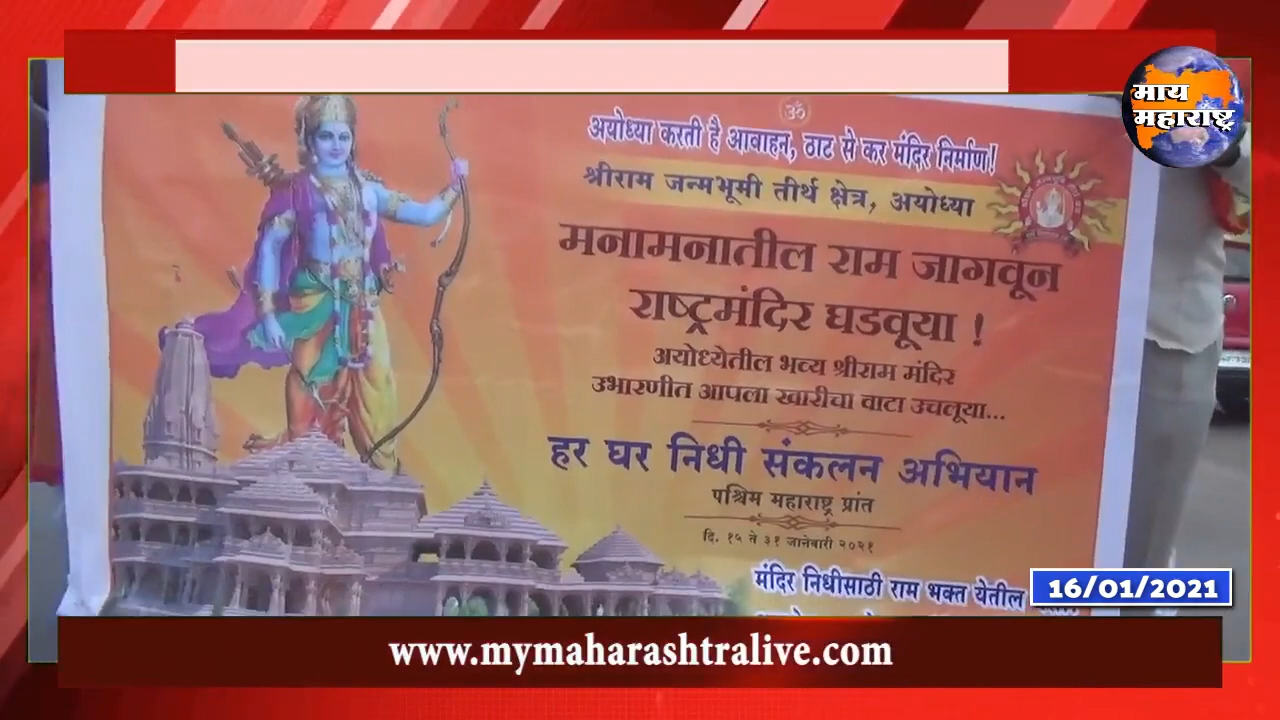 माय
महाराष्ट्र
ॐ
अयोध्या करती है आवाहन, ठाट से कर मंदिर निर्माण!
श्रीराम जन्मभूमी तीर्थ क्षेत्र, अयोध्या
मनामनातील राम जागवून
राष्ट्रमंदिर घडवूया !
अयोध्येतील भव्य श्रीराम मंदिर
उभारणीत आपला खारीचा वाटा उचलूया...
हर घर निधी संकलन अभियान
पश्चिम महाराष्ट्र प्रांत
दि. १५ ते ३१ जानेवारी २०२१
मंदिर निधीसाठी राम भक्त येतील
16/01/2021
www.mymaharashtralive.com